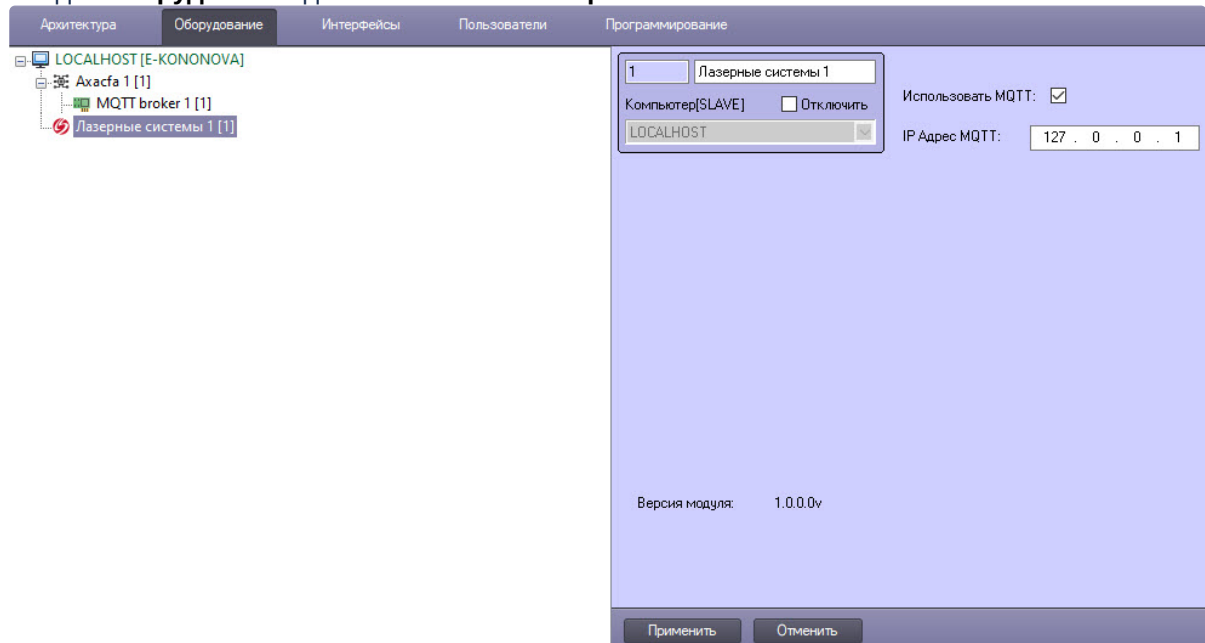 Архитектура Оборудование Интерфейсы Пользователи Программирование
LOCALHOST [E-KONONOVA]
Axacfa 1 [1]
MQTT broker 1 [1]
Лазерные системы 1 [1]
1 Лазерные системы 1
Компьютер[SLAVE] Отключить
LOCALHOST
Использовать MQTT:
IP Адрес MQTT: 127 . 0 . 0 . 1
Версия модуля: 1.0.0.0v
Применить Отменить